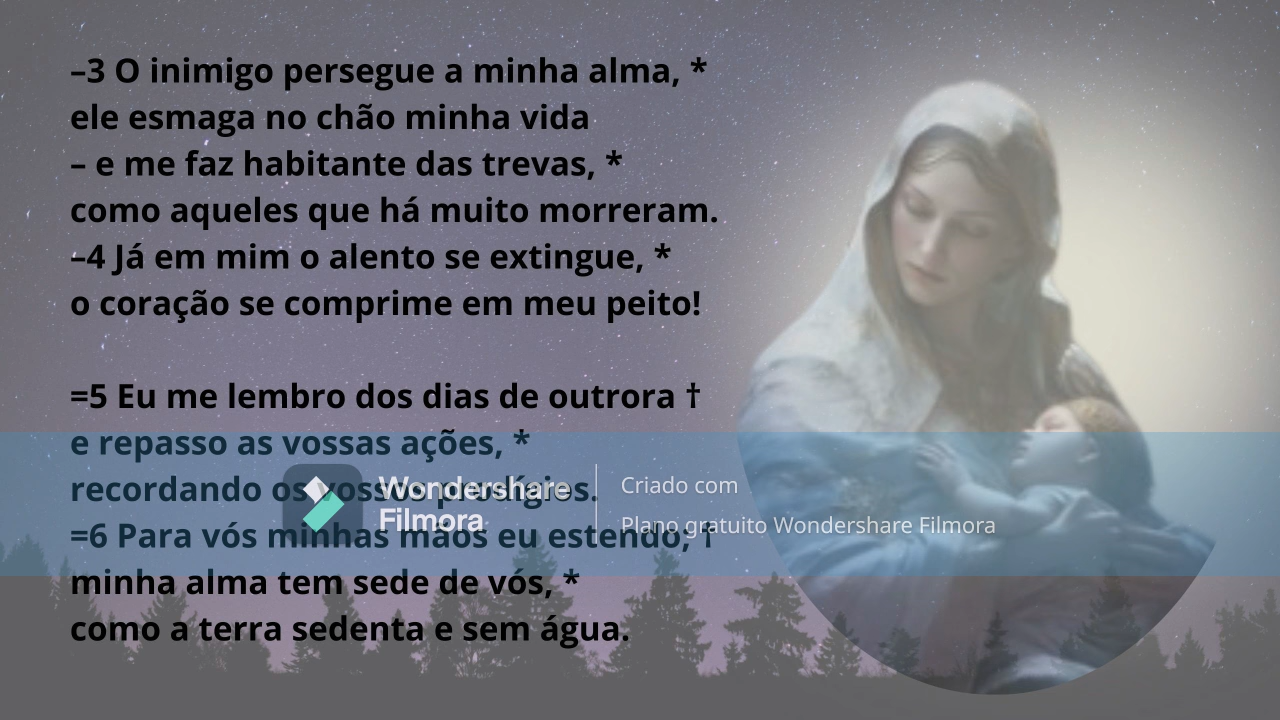 –3 O inimigo persegue a minha alma, *
ele esmaga no chão minha vida
– e me faz habitante das trevas, *
como aqueles que há muito morreram.
–4 Já em mim o alento se extingue, *
o coração se comprime em meu peito!
=5 Eu me lembro dos dias de outrora †
e repasso as vossas ações, *
recordando os vossos prodígios.
=6 Para vós minhas mãos eu estendo; †
minha alma tem sede de vós, *
como a terra sedenta e sem água.
Wondershare
Filmora
Criado com
Plano gratuito Wondershare Filmora